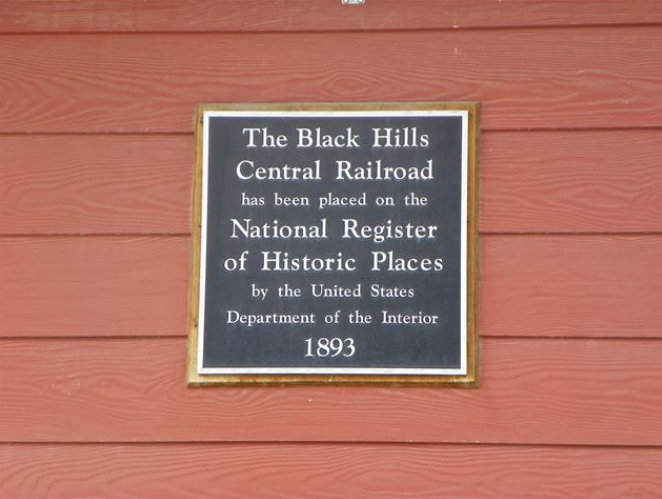 The Black Hills
Central Railroad
has been placed on the
National Register
of Historic Places
by the United States
Department of the Interior
1893